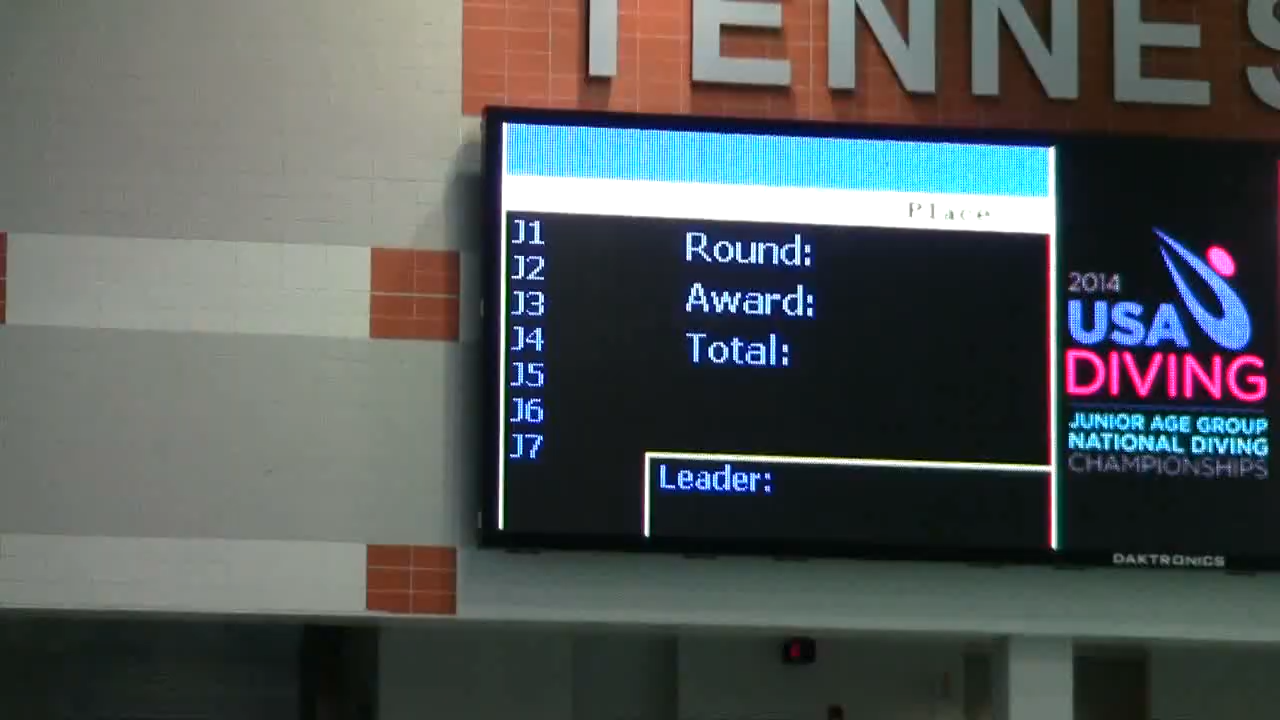 TENNES
Place
J1
J2
J3
J4
J5
J6
J7
Round:
Award:
Total:
Leader:
2014
USA
DIVING
JUNIOR AGE GROUP
NATIONAL DIVING
CHAMPIONSHIPS
DAKTRONICS